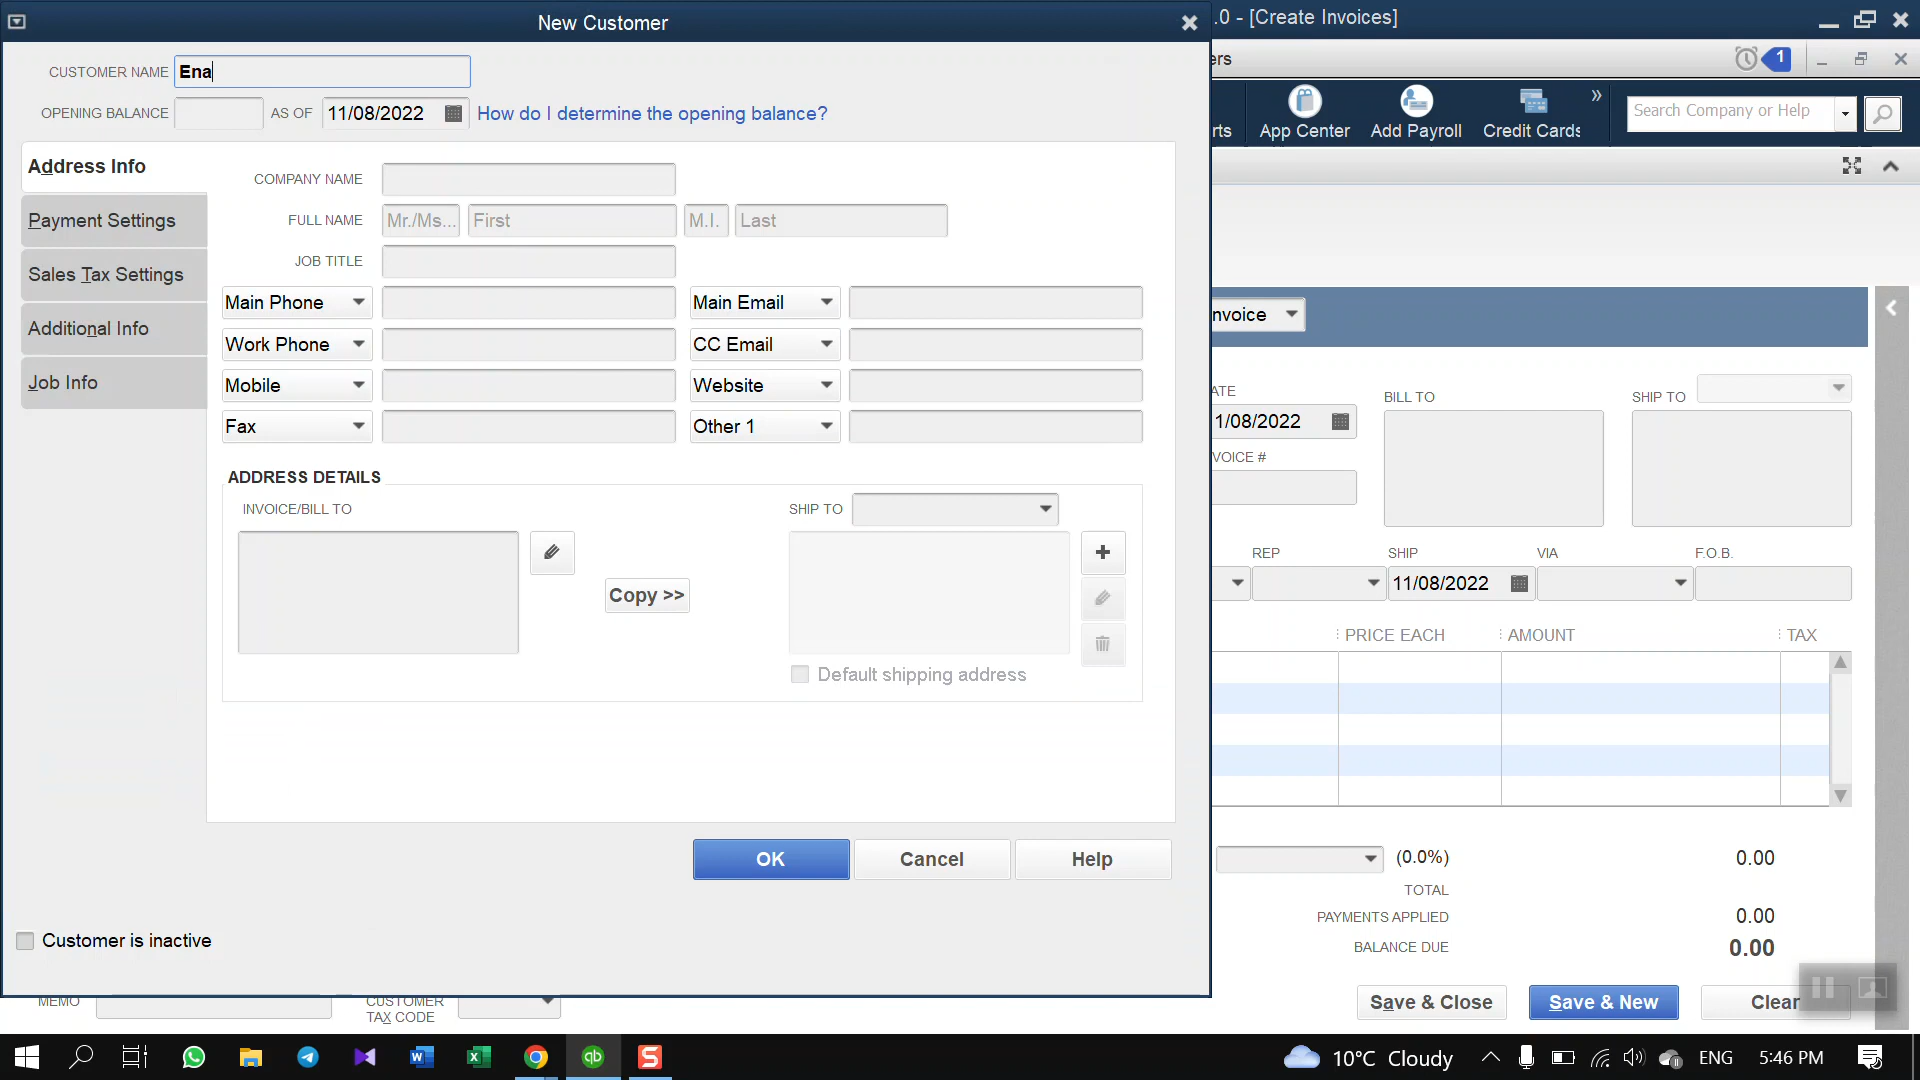 New Customer
.0 - [Create Invoices]
CUSTOMER NAME Ena
OPENING BALANCE AS OF 11/08/2022 How do I determine the opening balance?
ers
1
rts App Center Add Payroll Credit Cards » Search Company or Help
Address Info
Payment Settings
Sales Tax Settings
Additional Info
Job Info
COMPANY NAME
FULL NAME Mr./Ms... First M.I. Last
JOB TITLE
Main Phone Main Email
Work Phone CC Email
Mobile Website
Fax Other 1
ADDRESS DETAILS
INVOICE/BILL TO SHIP TO
Copy >>
Default shipping address
OK Cancel Help
Customer is inactive
nvoice
ATE BILL TO SHIP TO
1/08/2022
VOICE #
REP SHIP VIA F.O.B.
11/08/2022
PRICE EACH AMOUNT TAX
(0.0%) 0.00
TOTAL
PAYMENTS APPLIED 0.00
BALANCE DUE 0.00
MEMO CUSTOMER
TAX CODE
Save & Close Save & New Clear
10°C Cloudy ENG 5:46 PM